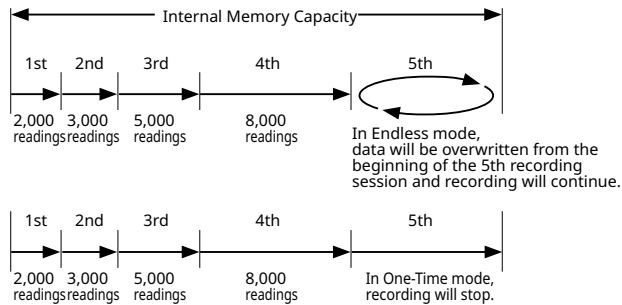 Internal Memory Capacity
1st 2nd 3rd 4th 5th
2,000 3,000 5,000 8,000
readings readings readings readings
In Endless mode,
data will be overwritten from the
beginning of the 5th recording
session and recording will continue.
1st 2nd 3rd 4th 5th
2,000 3,000 5,000 8,000 In One-Time mode,
readings readings readings readings recording will stop.